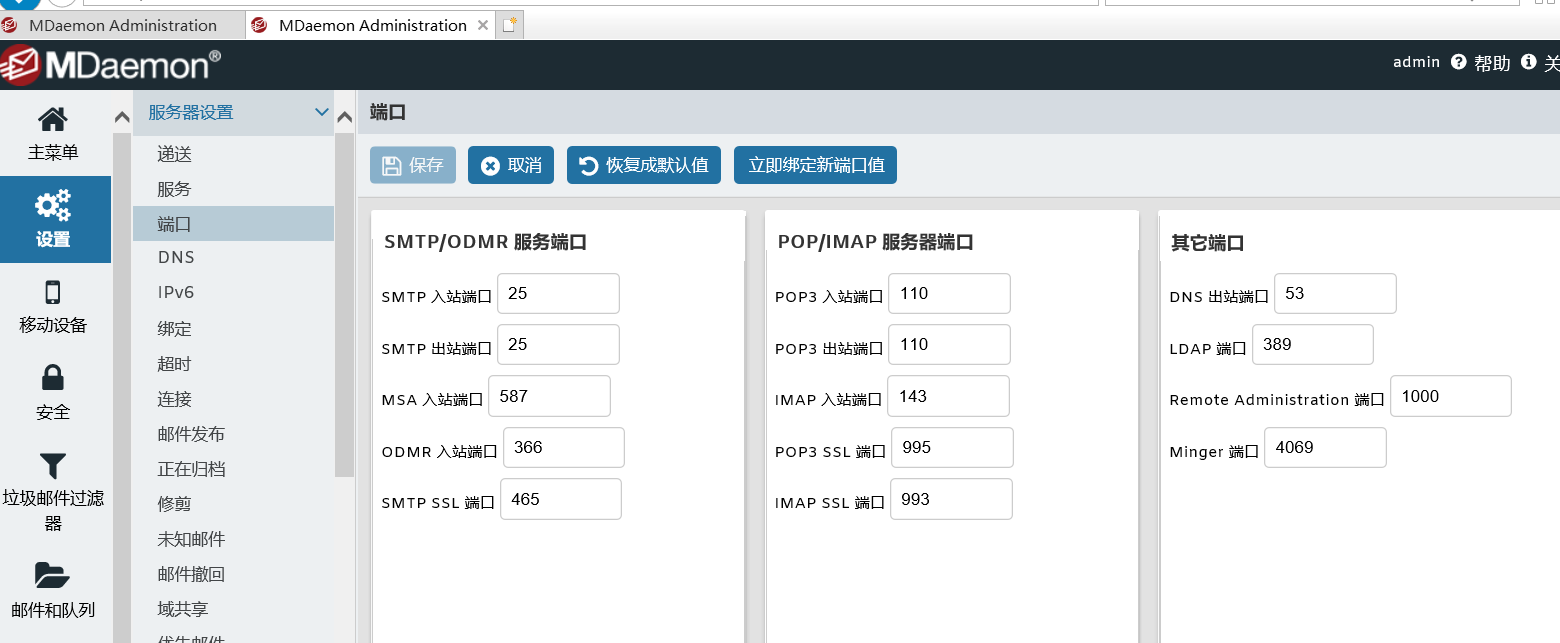 MDaemon Administration
MDaemon Administration
MDaemon®
admin 帮助
主菜单
设置
移动设备
安全
垃圾邮件过滤
器
邮件和队列
服务器设置
递送
服务
端口
DNS
IPv6
绑定
超时
连接
邮件发布
正在归档
修剪
未知邮件
邮件撤回
域共享
端口
保存 取消 恢复成默认值 立即绑定新端口值
SMTP/ODMR 服务端口
SMTP 入站端口 25
SMTP 出站端口 25
MSA 入站端口 587
ODMR 入站端口 366
SMTP SSL 端口 465
POP/IMAP 服务器端口
POP3 入站端口 110
POP3 出站端口 110
IMAP 入站端口 143
POP3 SSL 端口 995
IMAP SSL 端口 993
其它端口
DNS 出站端口 53
LDAP 端口 389
Remote Administration 端口 1000
Minger 端口 4069